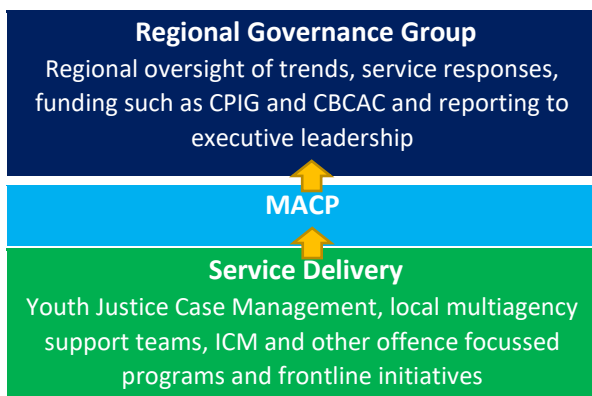 Regional Governance Group
Regional oversight of trends, service responses,
funding such as CPIG and CBCAC and reporting to
executive leadership
MACP
Service Delivery
Youth Justice Case Management, local multiagency
support teams, ICM and other offence focussed
programs and frontline initiatives